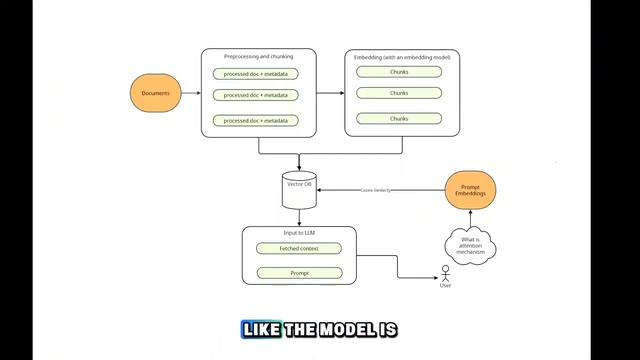 Preprocessing and chunking
processed doc + metadata
processed doc + metadata
processed doc + metadata
Embedding (with an embedding model)
Chunks
Chunks
Chunks
Documents
Vector DB
Cosine Similarity
Prompt
Embeddings
Input to LLM
Fetched context
Prompt
What is
attention
mechanism
User
LIKE THE MODEL IS